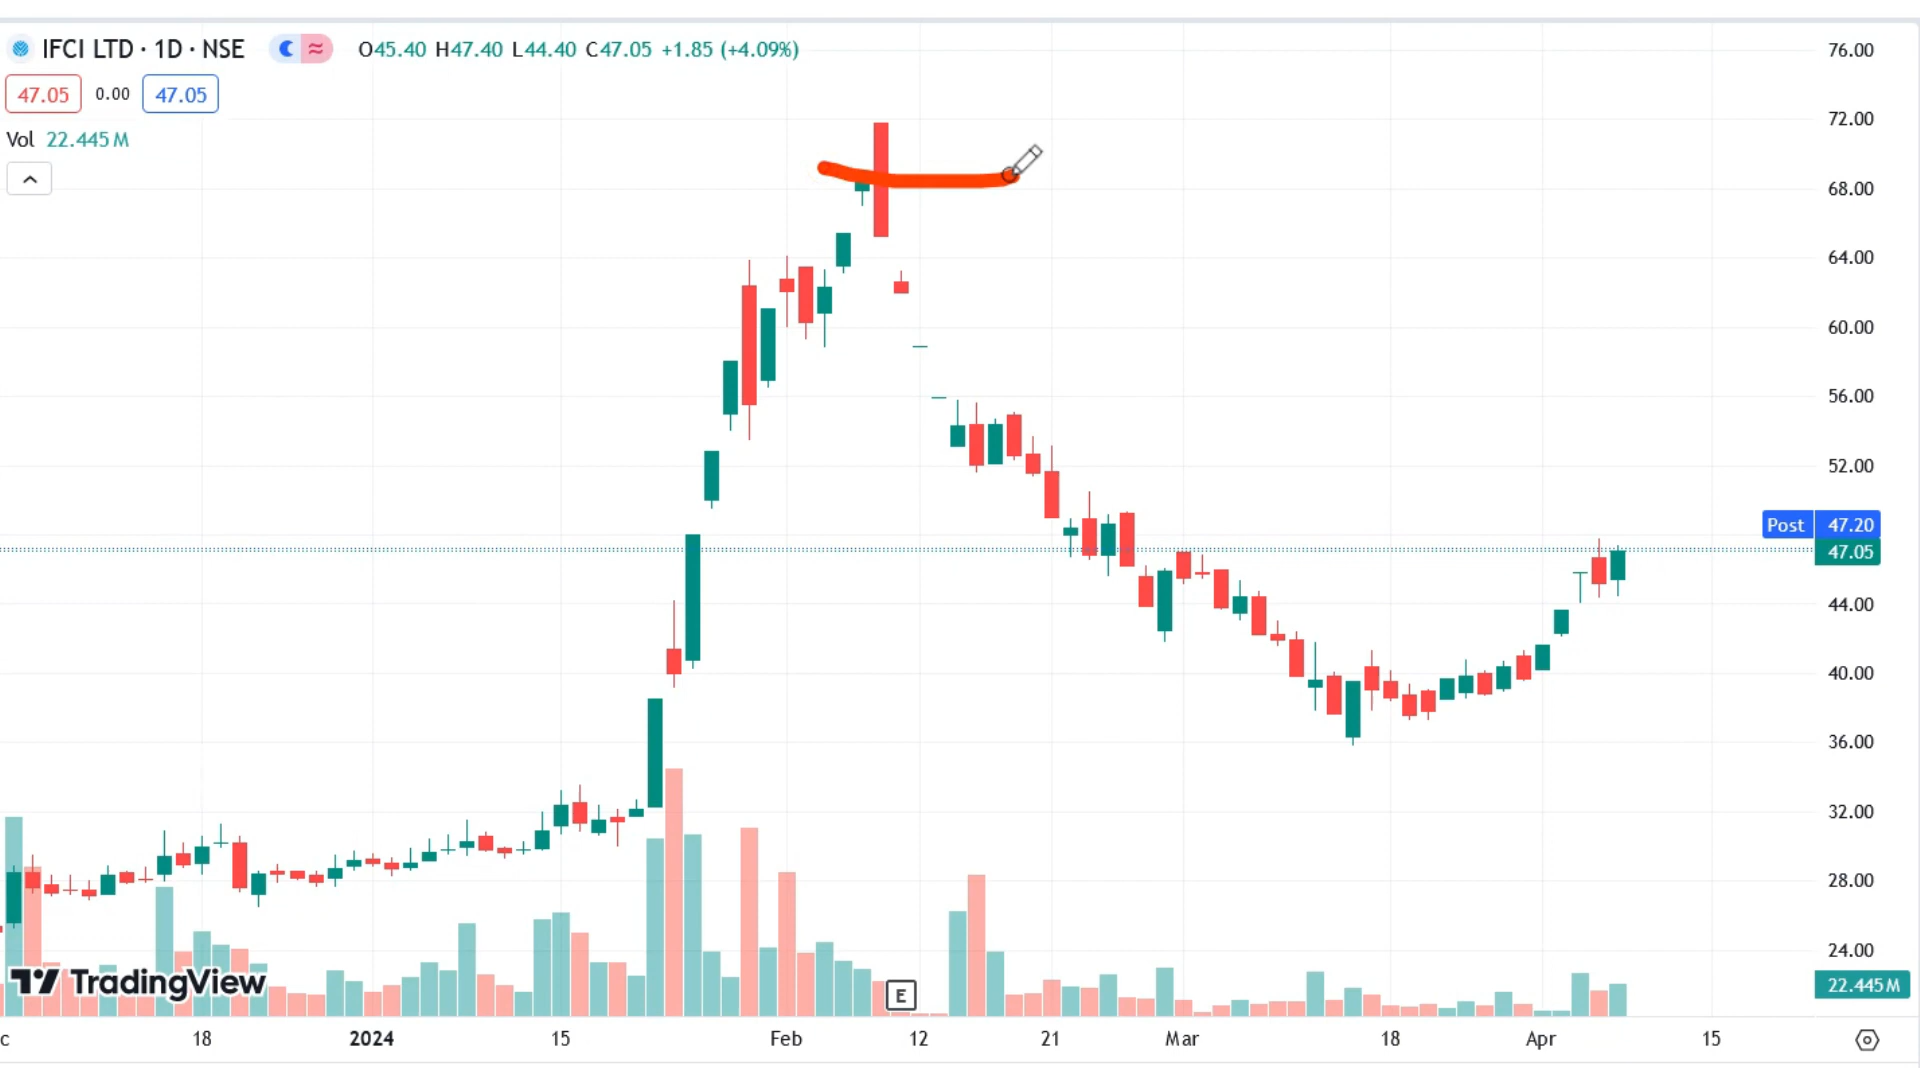 IFCI LTD · 1D · NSE O45.40 H47.40 L44.40 C47.05 +1.85 (+4.09%)
47.05 0.00 47.05
Vol 22.445 M
76.00
72.00
68.00
64.00
60.00
56.00
52.00
Post 47.20
47.05
44.00
40.00
36.00
32.00
28.00
24.00
22.445 M
TradingView
E
c 18 2024 15 Feb 12 21 Mar 18 Apr 15